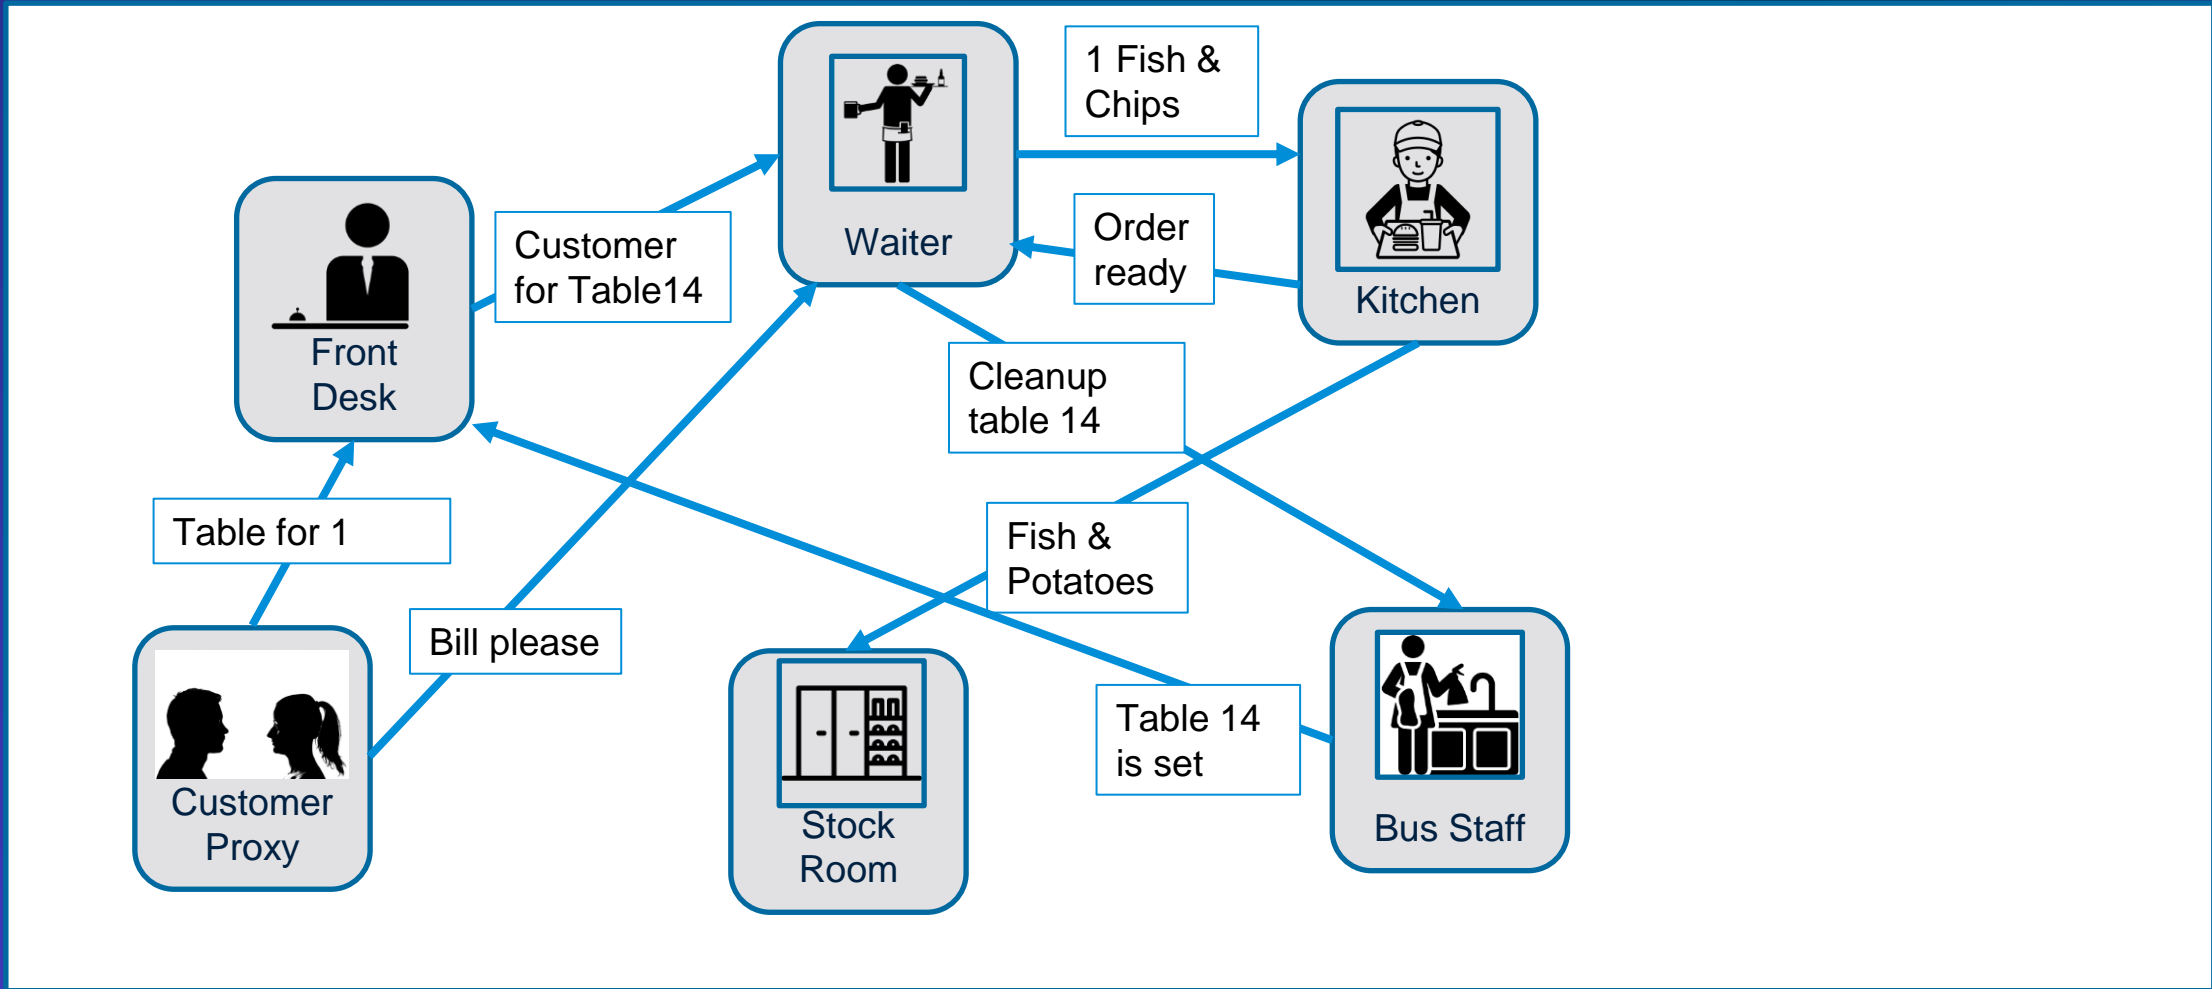 1 Fish &
Chips
Waiter
Order
ready
Kitchen
Customer
for Table14
Front
Desk
Cleanup
table 14
Table for 1
Fish &
Potatoes
Bill please
Customer
Proxy
Stock
Room
Table 14
is set
Bus Staff